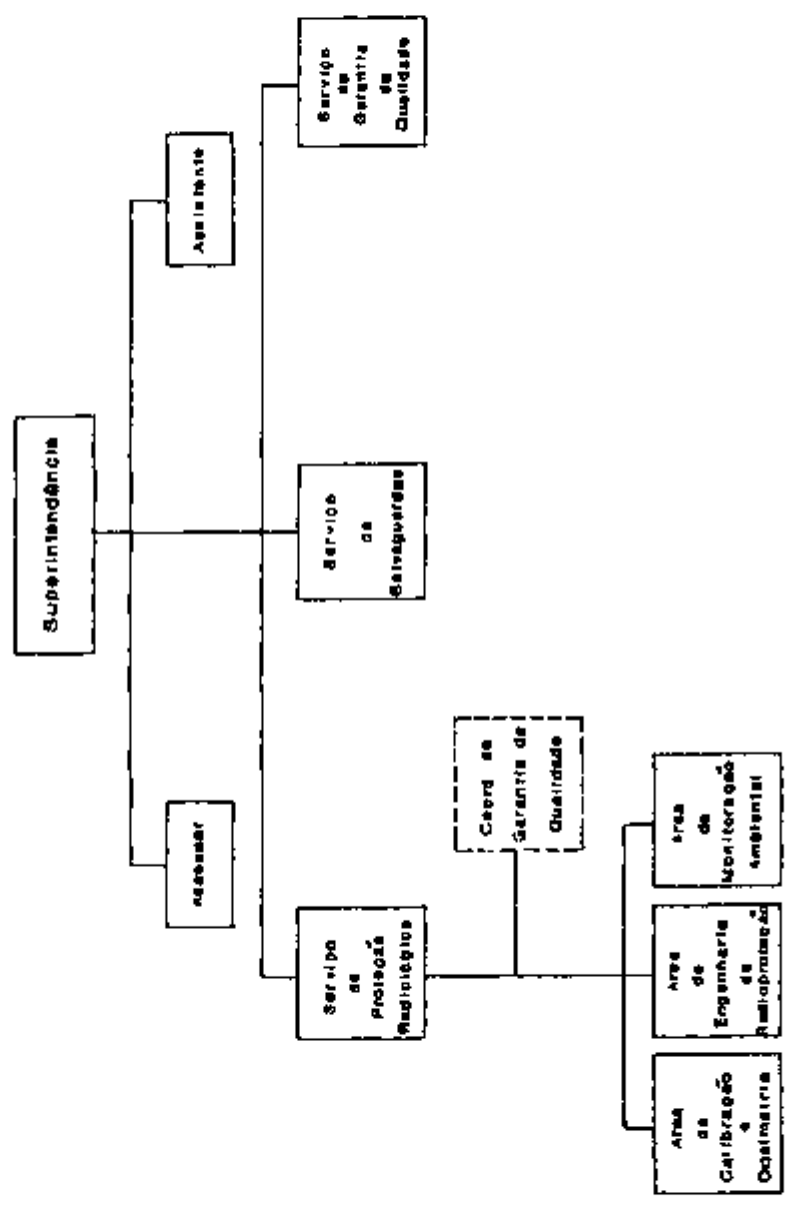 Superintendência
Assessor
Assistente
Serviço
de
Proteção
Radiológica
Serviço
de
Salvaguardas
Serviço
de
Garantia
da
Qualidade
Coord de
Garantia da
Qualidade
Área
de
Calibração
e
Dosimetria
Área
de
Engenharia
de
Radioproteção
Área
de
Monitoração
Ambiental